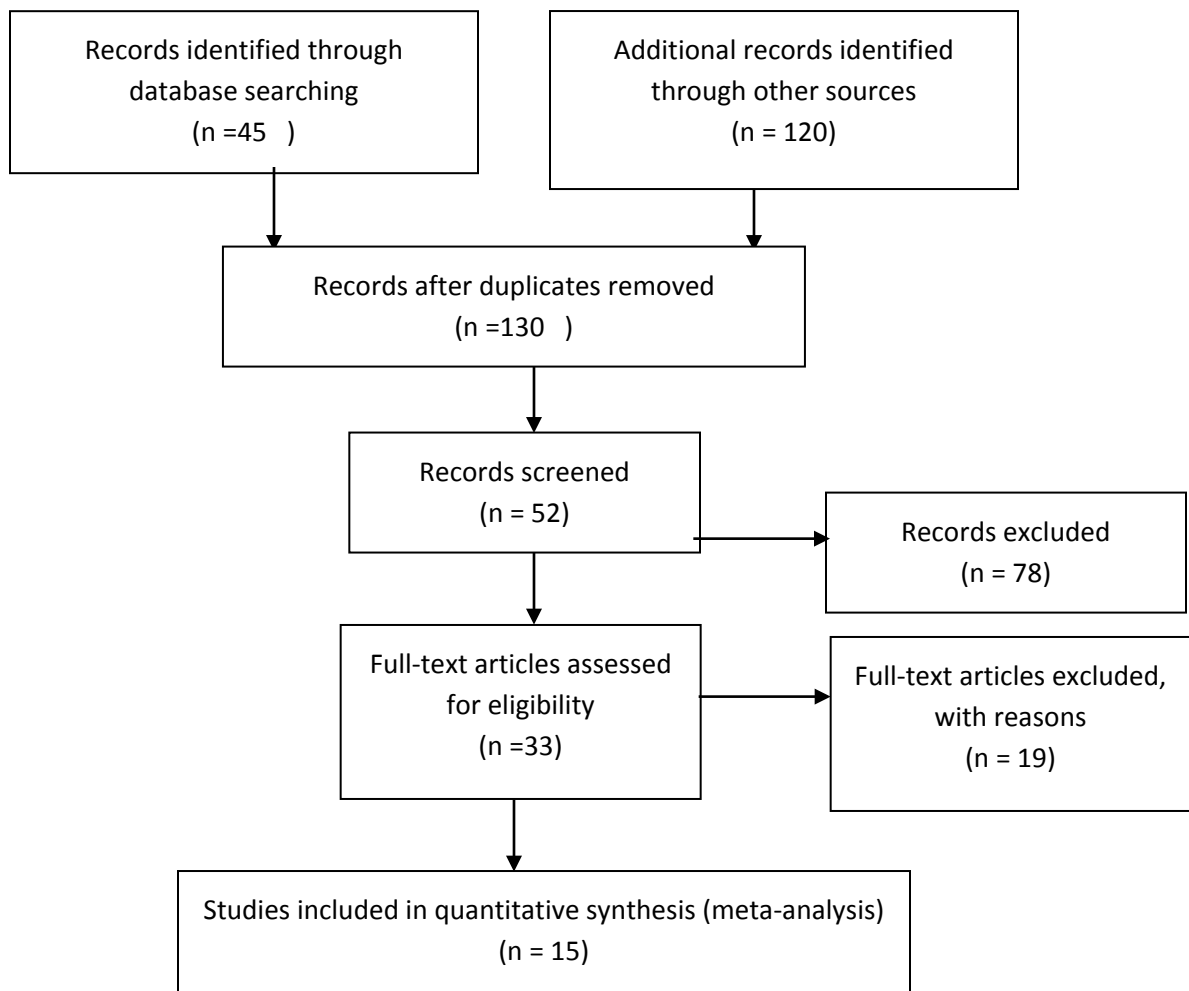 Records identified through
database searching
(n =45   )
Additional records identified
through other sources
(n = 120)
Records after duplicates removed
(n =130   )
Records screened
(n = 52)
Records excluded
(n = 78)
Full-text articles assessed
for eligibility
(n =33)
Full-text articles excluded,
with reasons
(n = 19)
Studies included in quantitative synthesis (meta-analysis)
(n = 15)